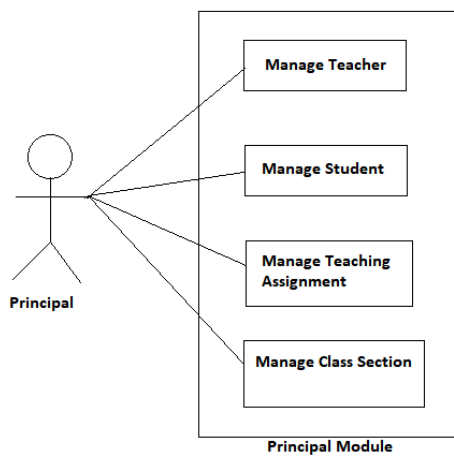 Manage Teacher
Manage Student
Manage Teaching
Assignment
Principal
Manage Class Section
Principal Module